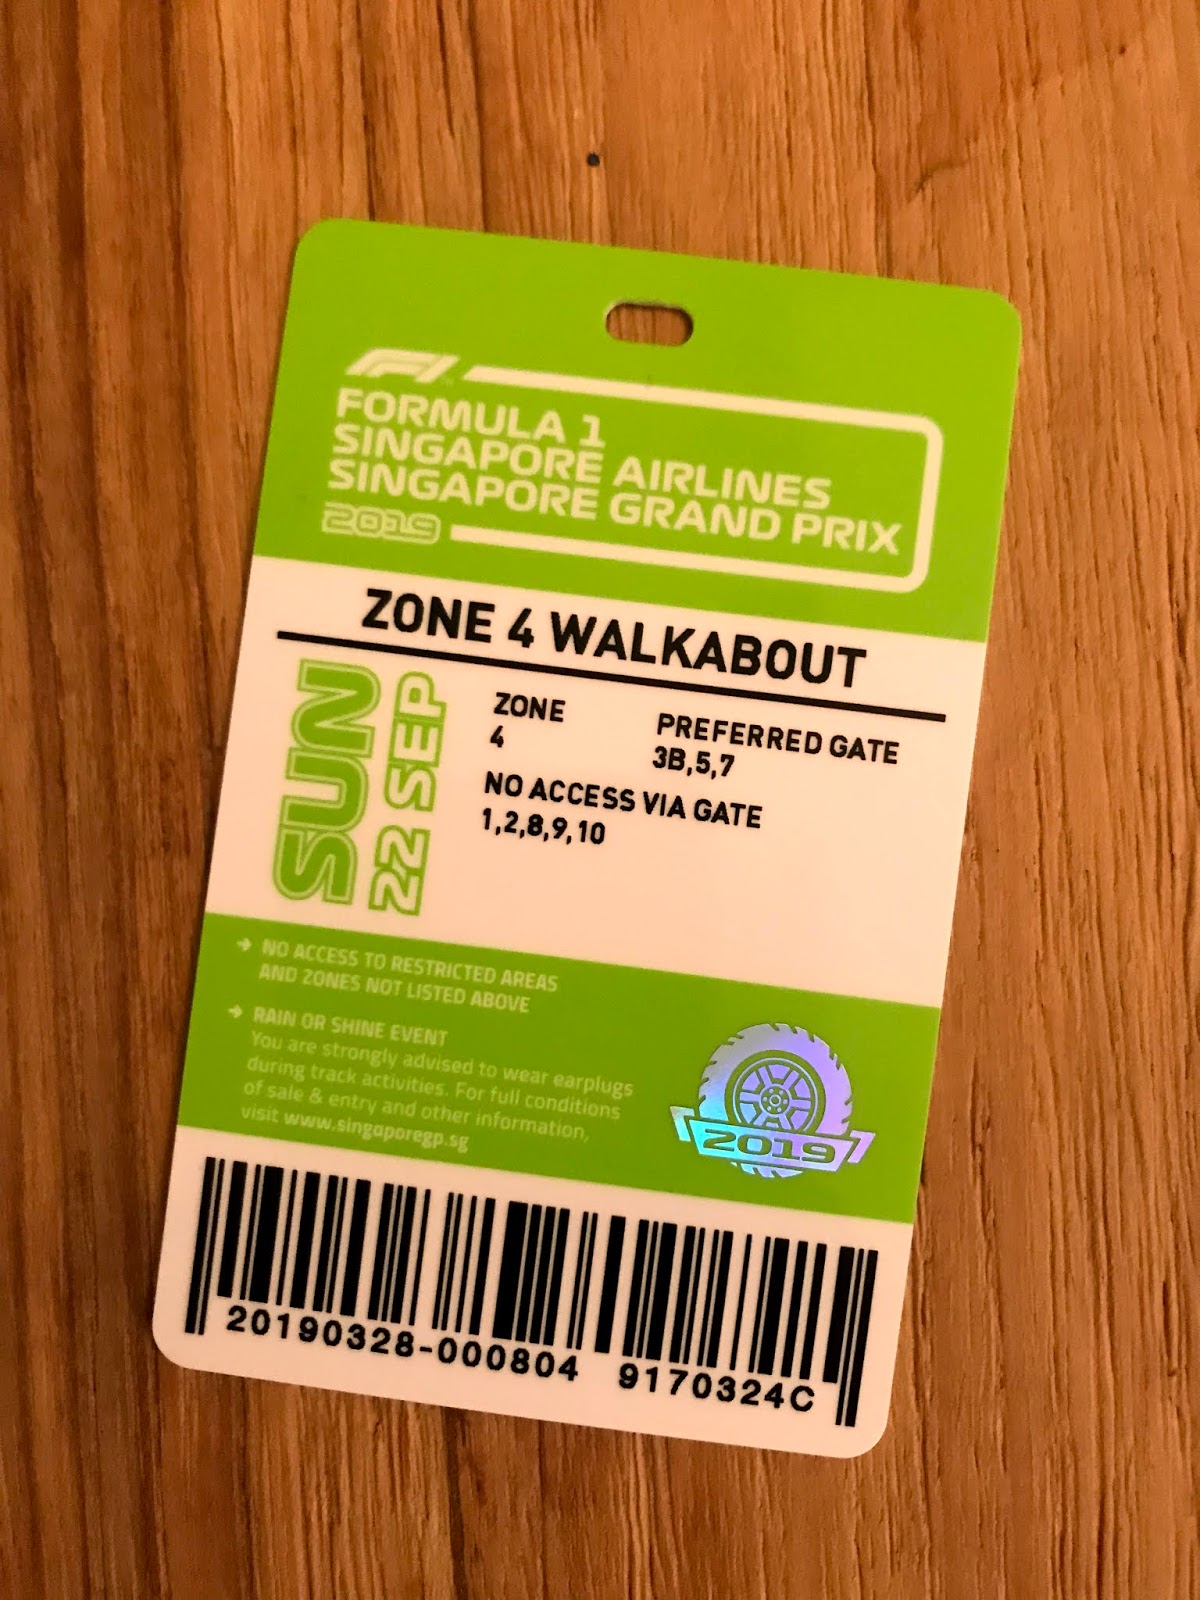 F1
FORMULA 1
SINGAPORE AIRLINES
SINGAPORE GRAND PRIX
2019
ZONE 4 WALKABOUT
SUN
22 SEP
ZONE
4
PREFERRED GATE
3B,5,7
NO ACCESS VIA GATE
1,2,8,9,10
→ NO ACCESS TO RESTRICTED AREAS
AND ZONES NOT LISTED ABOVE
→ RAIN OR SHINE EVENT
You are strongly advised to wear earplugs
during track activities. For full conditions
of sale & entry and other information,
visit www.singaporegp.sg
2019
20190328-000804 9170324C